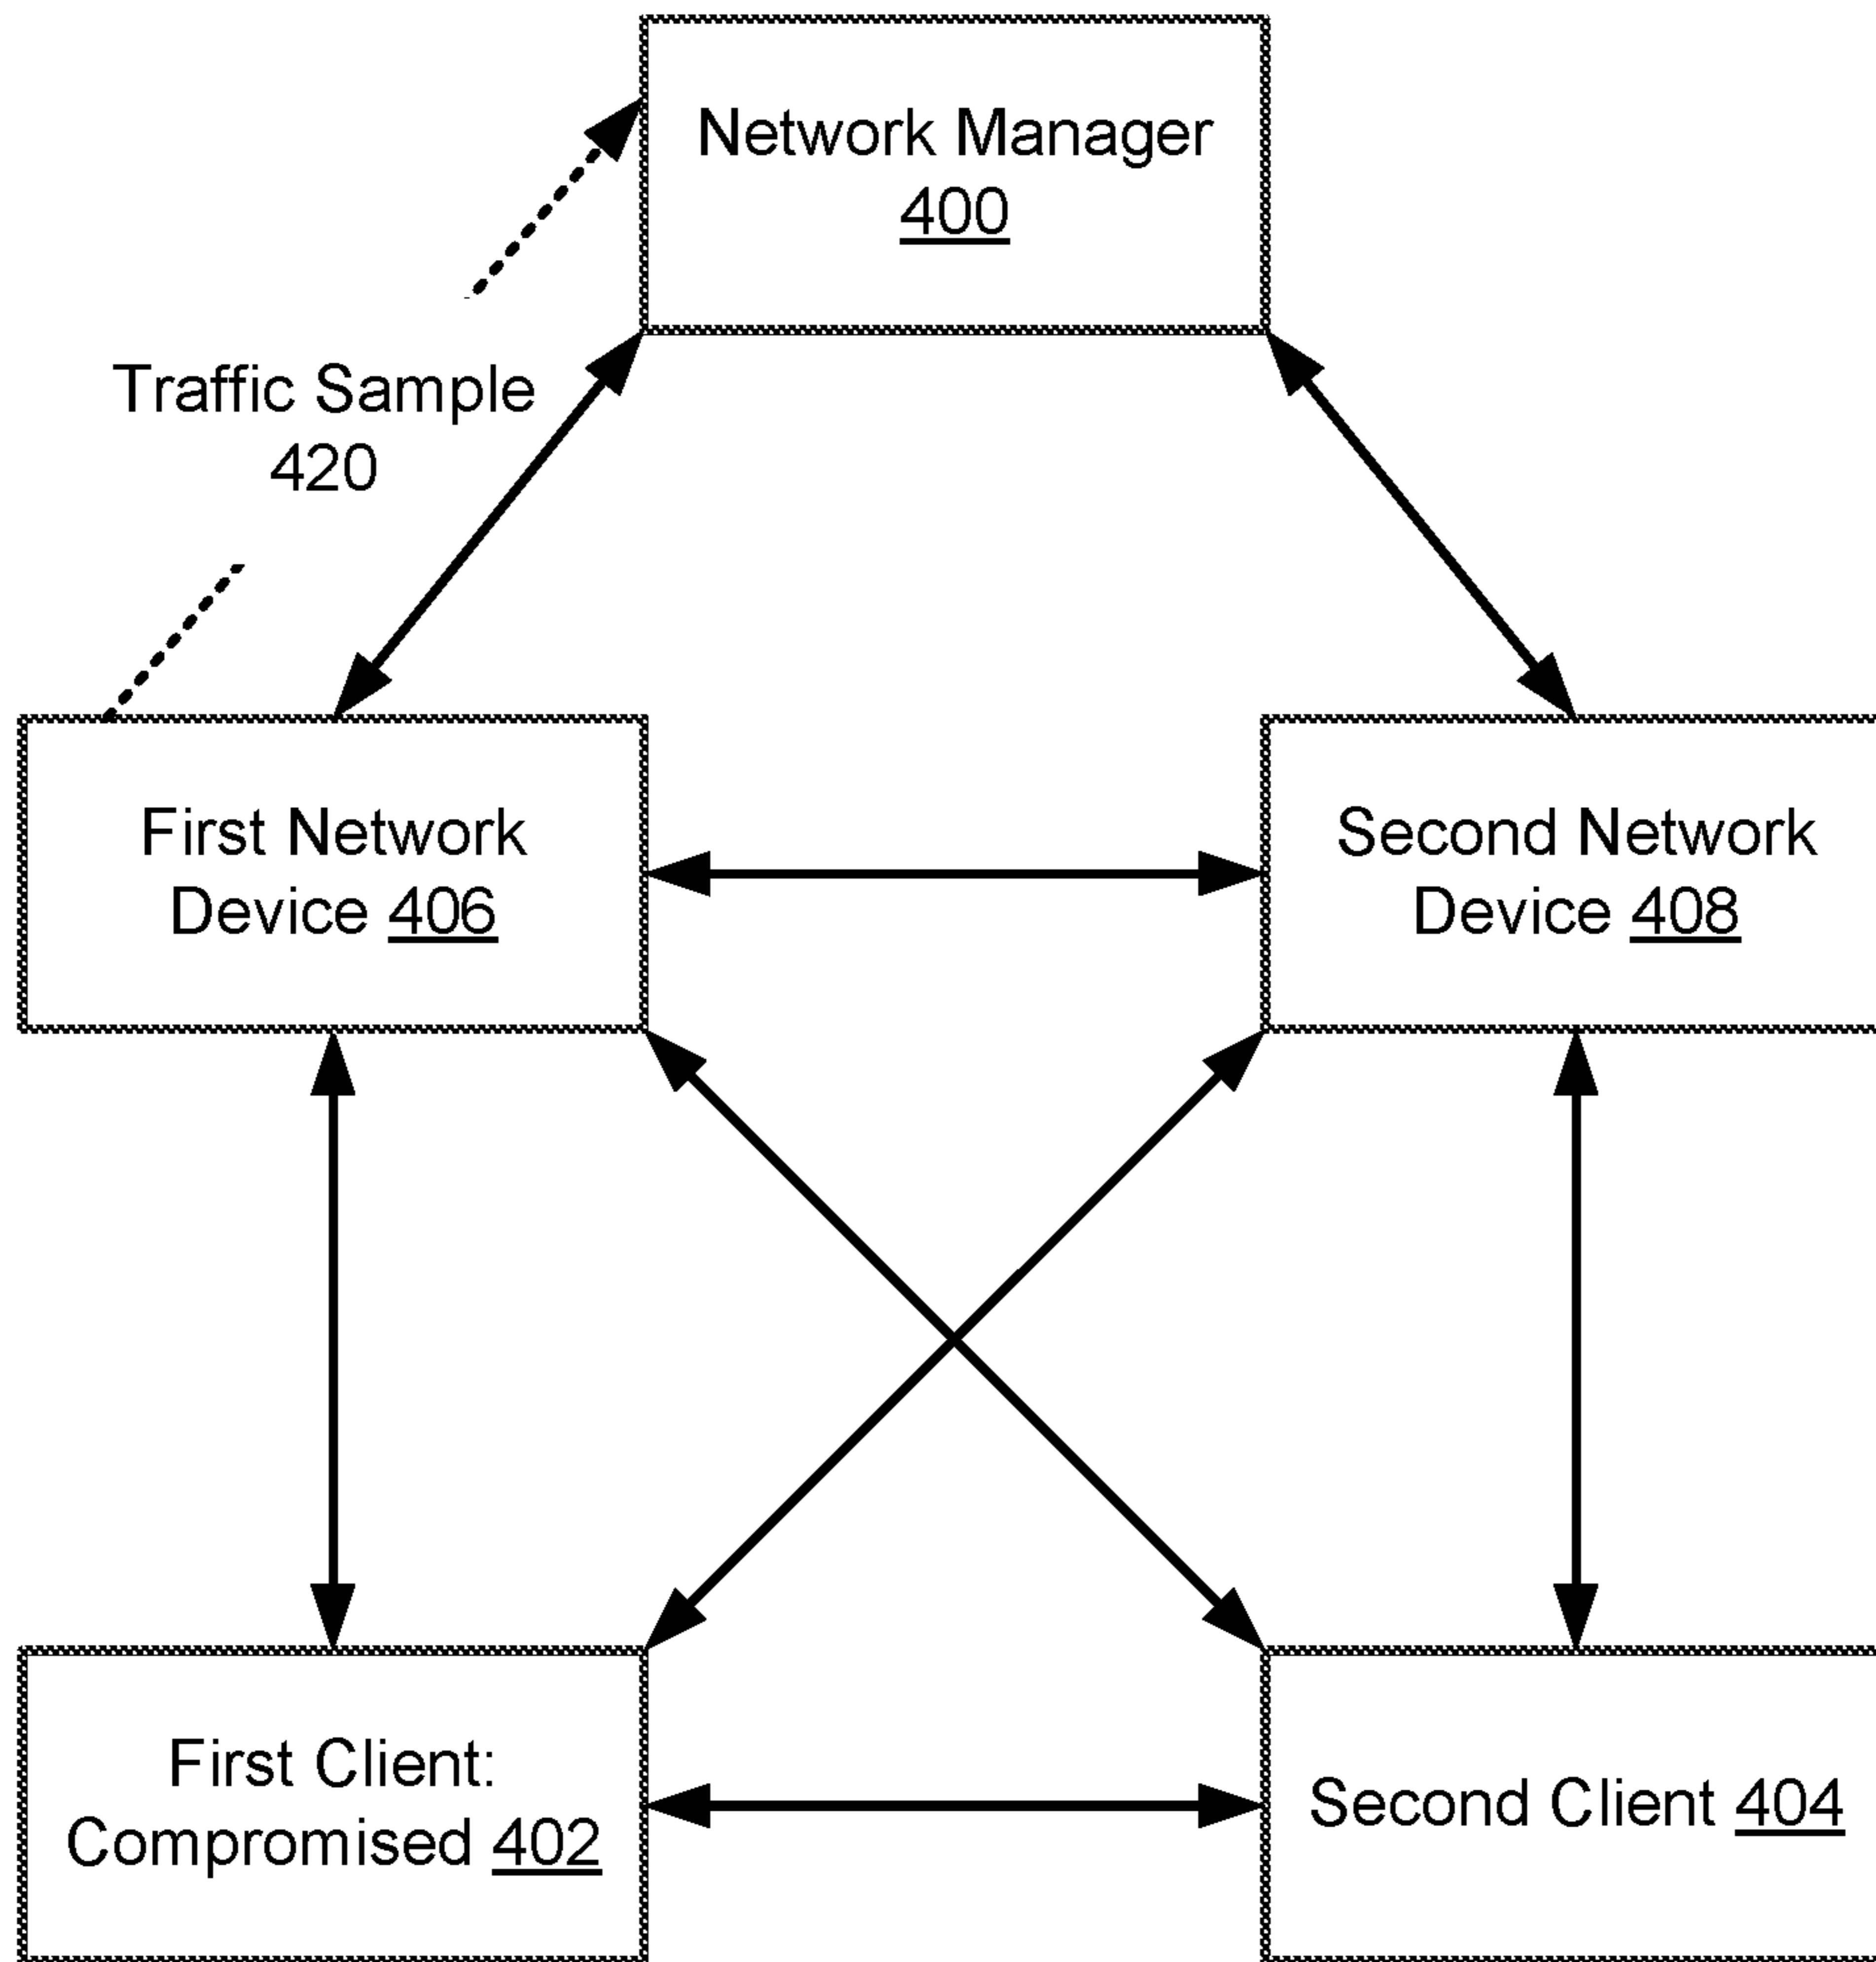 Network Manager
400
Traffic Sample
420
First Network
Device 406
Second Network
Device 408
First Client:
Compromised 402
Second Client 404